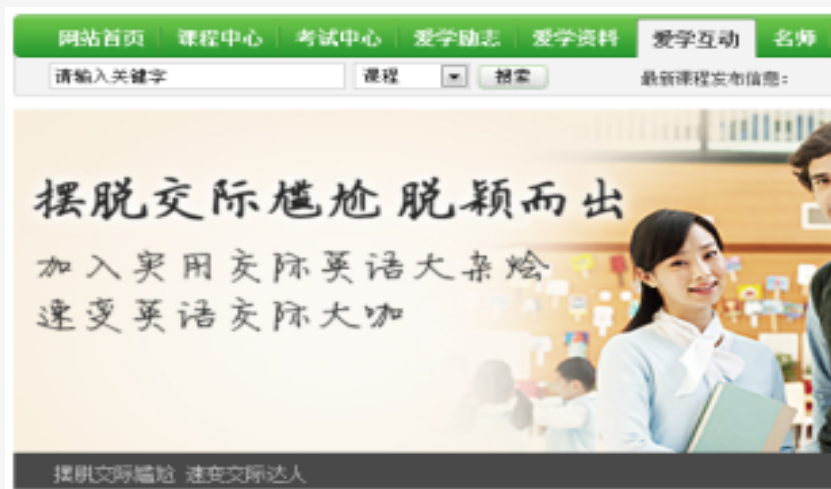 网站首页 课程中心 考试中心 爱学励志 爱学资料 爱学互动 名师
请输入关键字 课程 搜索 最新课程发布信息：
摆脱交际尴尬 脱颖而出
加入实用交际英语大杂烩
速变英语交际大咖
摆脱交际尴尬 速变交际达人